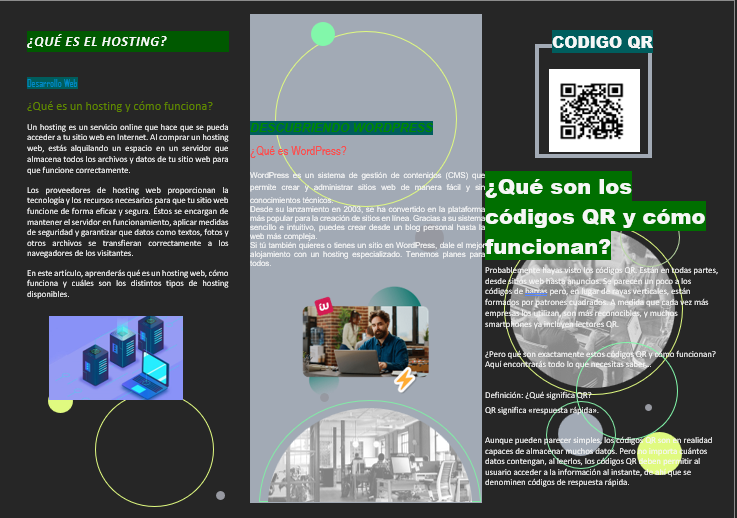 ¿QUÉ ES EL HOSTING?
Desarrollo Web
¿Qué es un hosting y cómo funciona?
Un hosting es un servicio online que hace que se pueda
acceder a tu sitio web en Internet. Al comprar un hosting
web, estás alquilando un espacio en un servidor que
almacena todos los archivos y datos de tu sitio web para
que funcione correctamente.
Los proveedores de hosting web proporcionan la
tecnología y los recursos necesarios para que tu sitio web
funcione de forma eficaz y segura. Éstos se encargan de
mantener el servidor en funcionamiento, aplicar medidas
de seguridad y garantizar que datos como textos, fotos y
otros archivos se transfieran correctamente a los
navegadores de los visitantes.
En este artículo, aprenderás qué es un hosting web, cómo
funciona y cuáles son los distintos tipos de hosting
disponibles.
DESCUBRIENDO WORDPRESS
¿Qué es WordPress?
WordPress es un sistema de gestión de contenidos (CMS) que
permite crear y administrar sitios web de manera fácil y sin
conocimientos técnicos.
Desde su lanzamiento en 2003, se ha convertido en la plataforma
más popular para la creación de sitios en línea. Gracias a su sistema
sencillo e intuitivo, puedes crear desde un blog personal hasta la
web más compleja.
Si tú también quieres o tienes un sitio en WordPress, dale el mejor
alojamiento con un hosting especializado. Tenemos planes para
todos.
CODIGO QR
¿Qué son los
códigos QR y cómo
funcionan?
Probablemente hayas visto los códigos QR. Están en todas partes,
desde sitios web hasta anuncios. Se parecen un poco a los
códigos de barras pero, en lugar de rayas verticales, están
formados por patrones cuadrados. A medida que cada vez más
empresas los utilizan, son más reconocibles, y muchos
smartphones ya incluyen lectores QR.
¿Pero qué son exactamente estos códigos QR y cómo funcionan?
Aquí encontrarás todo lo que necesitas saber...
Definición: ¿Qué significa QR?
QR significa «respuesta rápida».
Aunque pueden parecer simples, los códigos QR son en realidad
capaces de almacenar muchos datos. Pero no importa cuántos
datos contengan, al leerlos, los códigos QR deben permitir al
usuario acceder a la información al instante, de ahí que se
denominen códigos de respuesta rápida.